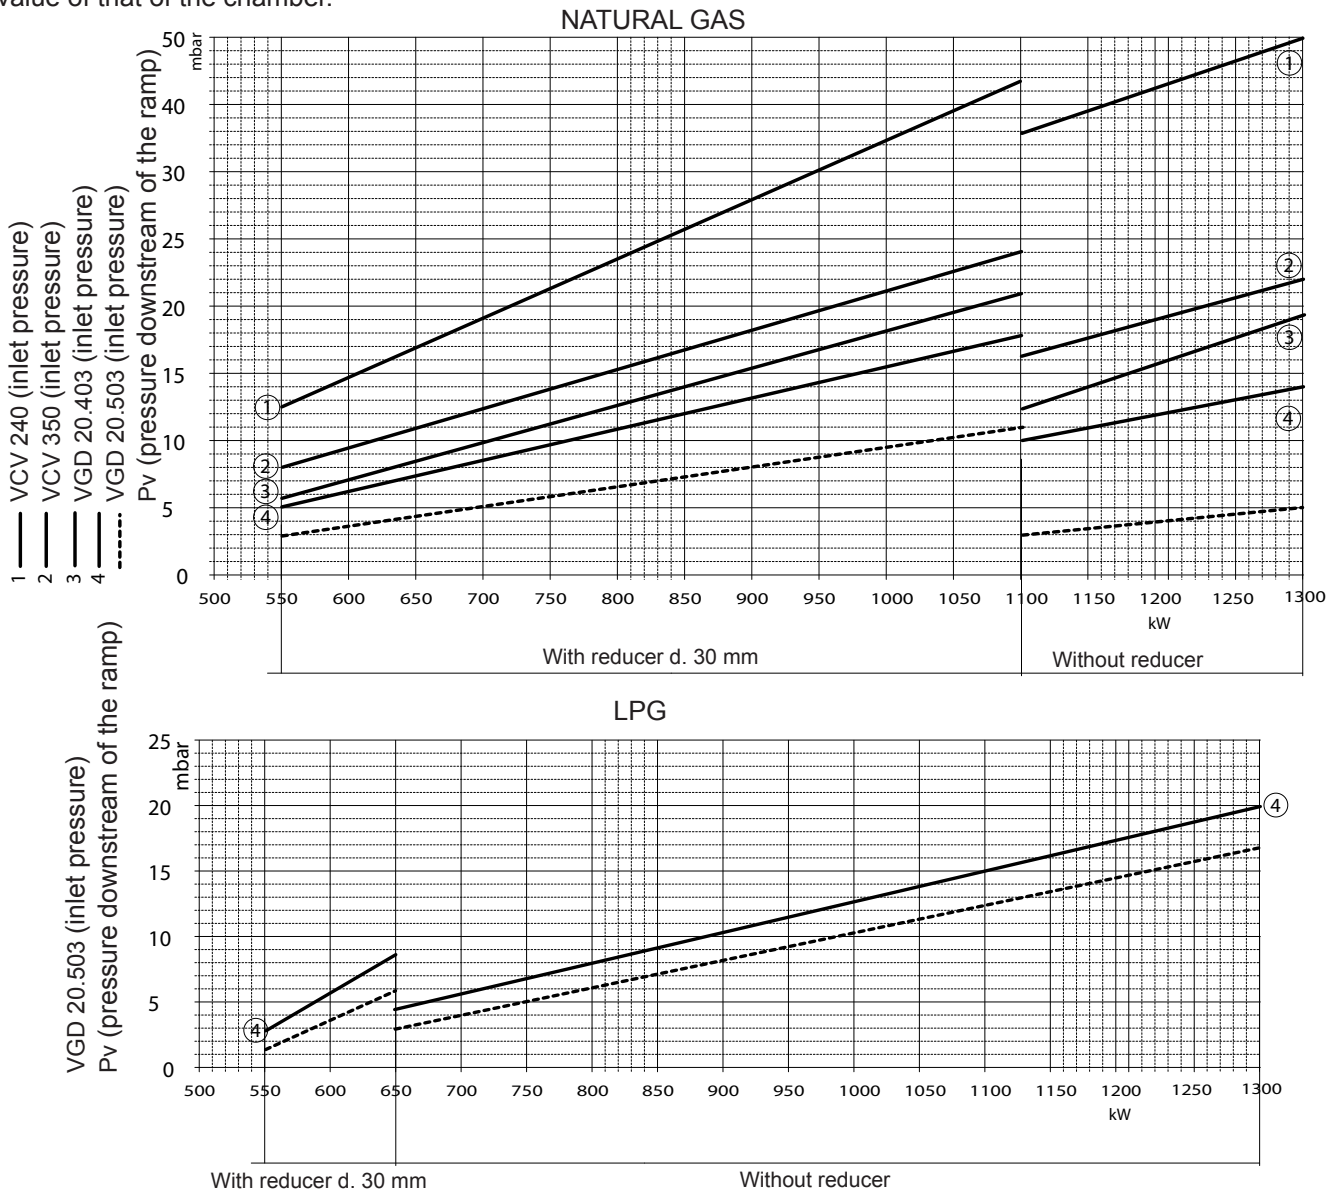 value of that of the chamber.
NATURAL GAS
1 VCV 240 (inlet pressure)
2 VCV 350 (inlet pressure)
3 VGD 20.403 (inlet pressure)
4 VGD 20.503 (inlet pressure)
Pv (pressure downstream of the ramp)
mbar
50
40
30
25
20
15
10
5
0
1
2
3
4
1
2
3
4
500 550 600 650 700 750 800 850 900 950 1000 1050 1100 1150 1200 1250 1300
kW
With reducer d. 30 mm
Without reducer
LPG
VGD 20.503 (inlet pressure)
Pv (pressure downstream of the ramp)
mbar
25
20
15
10
5
0
4
4
500 550 600 650 700 750 800 850 900 950 1000 1050 1100 1150 1200 1250 1300
kW
With reducer d. 30 mm
Without reducer